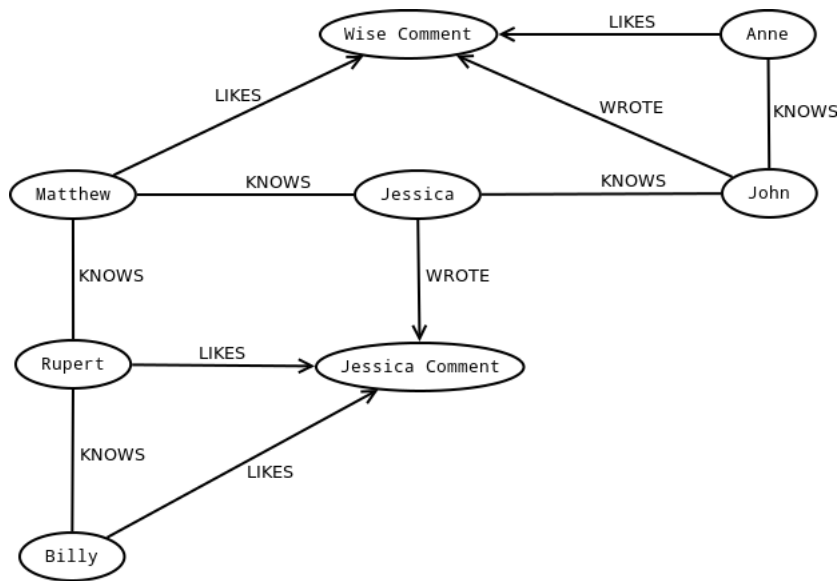 Wise Comment
LIKES
Anne
LIKES
WROTE
KNOWS
Matthew
KNOWS
Jessica
KNOWS
John
KNOWS
WROTE
Rupert
LIKES
Jessica Comment
KNOWS
LIKES
Billy